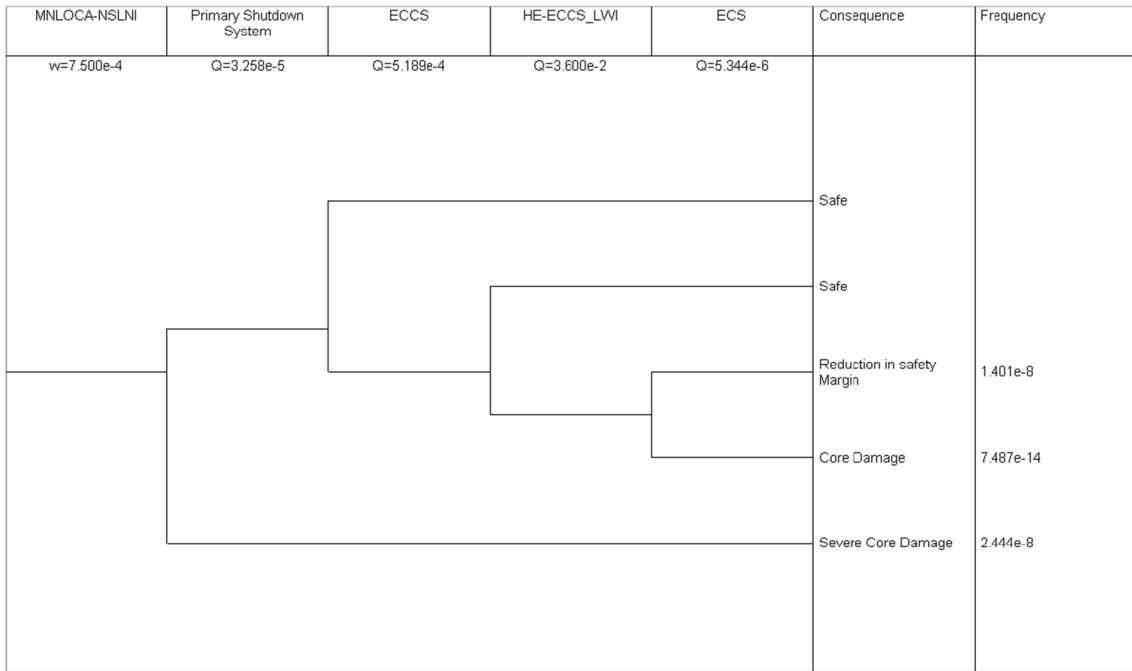 MNLOCA-NSLNI
Primary Shutdown
System
ECCS
HE-ECCS_LWI
ECS
Consequence
Frequency
w=7.500e-4
Q=3.258e-5
Q=5.189e-4
Q=3.600e-2
Q=5.344e-6
Safe
Safe
Reduction in safety
Margin
1.401e-8
Core Damage
7.487e-14
Severe Core Damage
2.444e-8